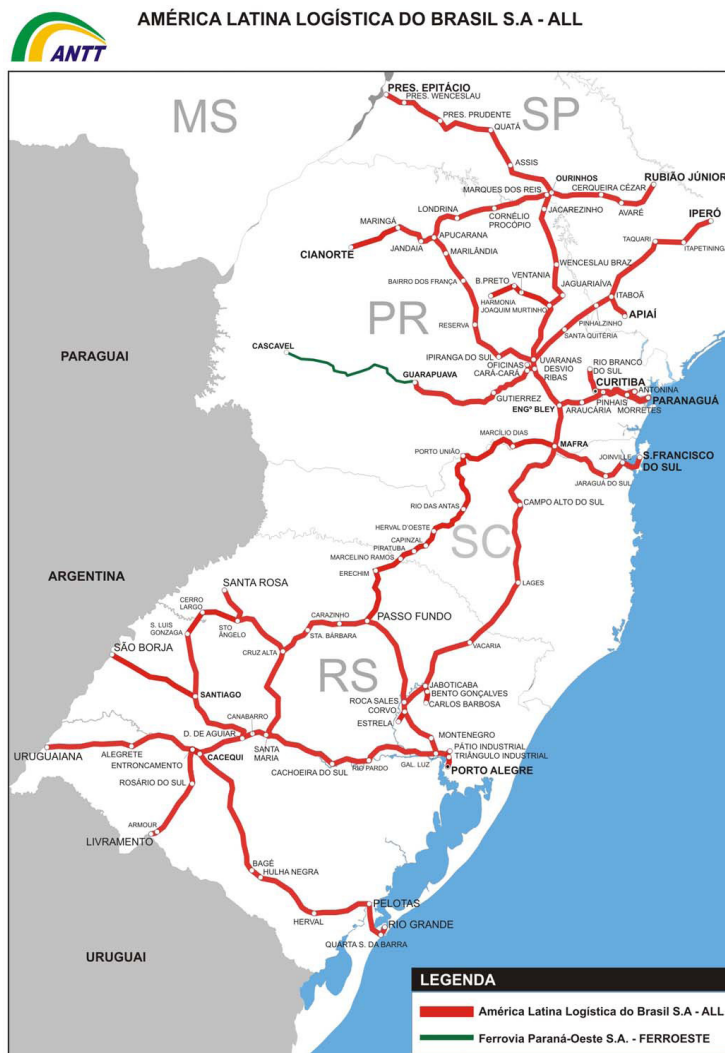 AMÉRICA LATINA LOGÍSTICA DO BRASIL S.A - ALL
ANTT
MS
SP
PRES. EPITÁCIO
PRES. WENCESLAU
PRES. PRUDENTE
QUATÁ
ASSIS
OURINHOS
RUBIÃO JÚNIOR
MARQUES DOS REIS
CERQUEIRA CÉZAR
LONDRINA
CORNÉLIO
PROCÓPIO
JACAREZINHO
AVARÉ
IPERÓ
MARINGÁ
APUCARANA
TAQUARI
CIANORTE
JANDAIA
MARILÂNDIA
ITAPETININGA
WENCESLAU BRAZ
BAIRRO DOS FRANÇA
B.PRETO
VENTANIA
JAGUARIAÍVA
ITABOÃ
HARMONIA
JOAQUIM MURTINHO
PR
APIAÍ
PINHALZINHO
RESERVA
SANTA QUITÉRIA
CASCAVEL
PARAGUAI
IPIRANGA DO SUL
UVARANAS
OFICINAS
DESVIO
RIBAS
CARÁ-CARÁ
RIO BRANCO
DO SUL
GUARAPUAVA
CURITIBA
ANTONINA
GUTIERREZ
PINHAIS
PARANAGUÁ
ENGº BLEY
ARAUCÁRIA
MORRETES
MARCÍLIO DIAS
MAFRA
PORTO UNIÃO
JOINVILLE
S.FRANCISCO
DO SUL
JARAGUÁ DO SUL
RIO DAS ANTAS
CAMPO ALTO DO SUL
HERVAL D'OESTE
SC
CAPINZAL
PIRATUBA
MARCELINO RAMOS
ERECHIM
ARGENTINA
SANTA ROSA
LAGES
CERRO
LARGO
CARAZINHO
PASSO FUNDO
S. LUIS
GONZAGA
STO
ÂNGELO
STA. BÁRBARA
SÃO BORJA
CRUZ ALTA
VACARIA
RS
JABOTICABA
SANTIAGO
BENTO GONÇALVES
ROCA SALES
CARLOS BARBOSA
CORVO
ESTRELA
CANABARRO
D. DE AGUIAR
MONTENEGRO
URUGUAIANA
ALEGRETE
SANTA
MARIA
PÁTIO INDUSTRIAL
TRIÂNGULO INDUSTRIAL
ENTRONCAMENTO
CACEQUI
RIO PARDO
GAL. LUZ
CACHOEIRA DO SUL
PORTO ALEGRE
ROSÁRIO DO SUL
ARMOUR
LIVRAMENTO
BAGÉ
HULHA NEGRA
PELOTAS
HERVAL
RIO GRANDE
QUARTA S. DA BARRA
URUGUAI
LEGENDA
América Latina Logística do Brasil S.A - ALL
Ferrovia Paraná-Oeste S.A. - FERROESTE